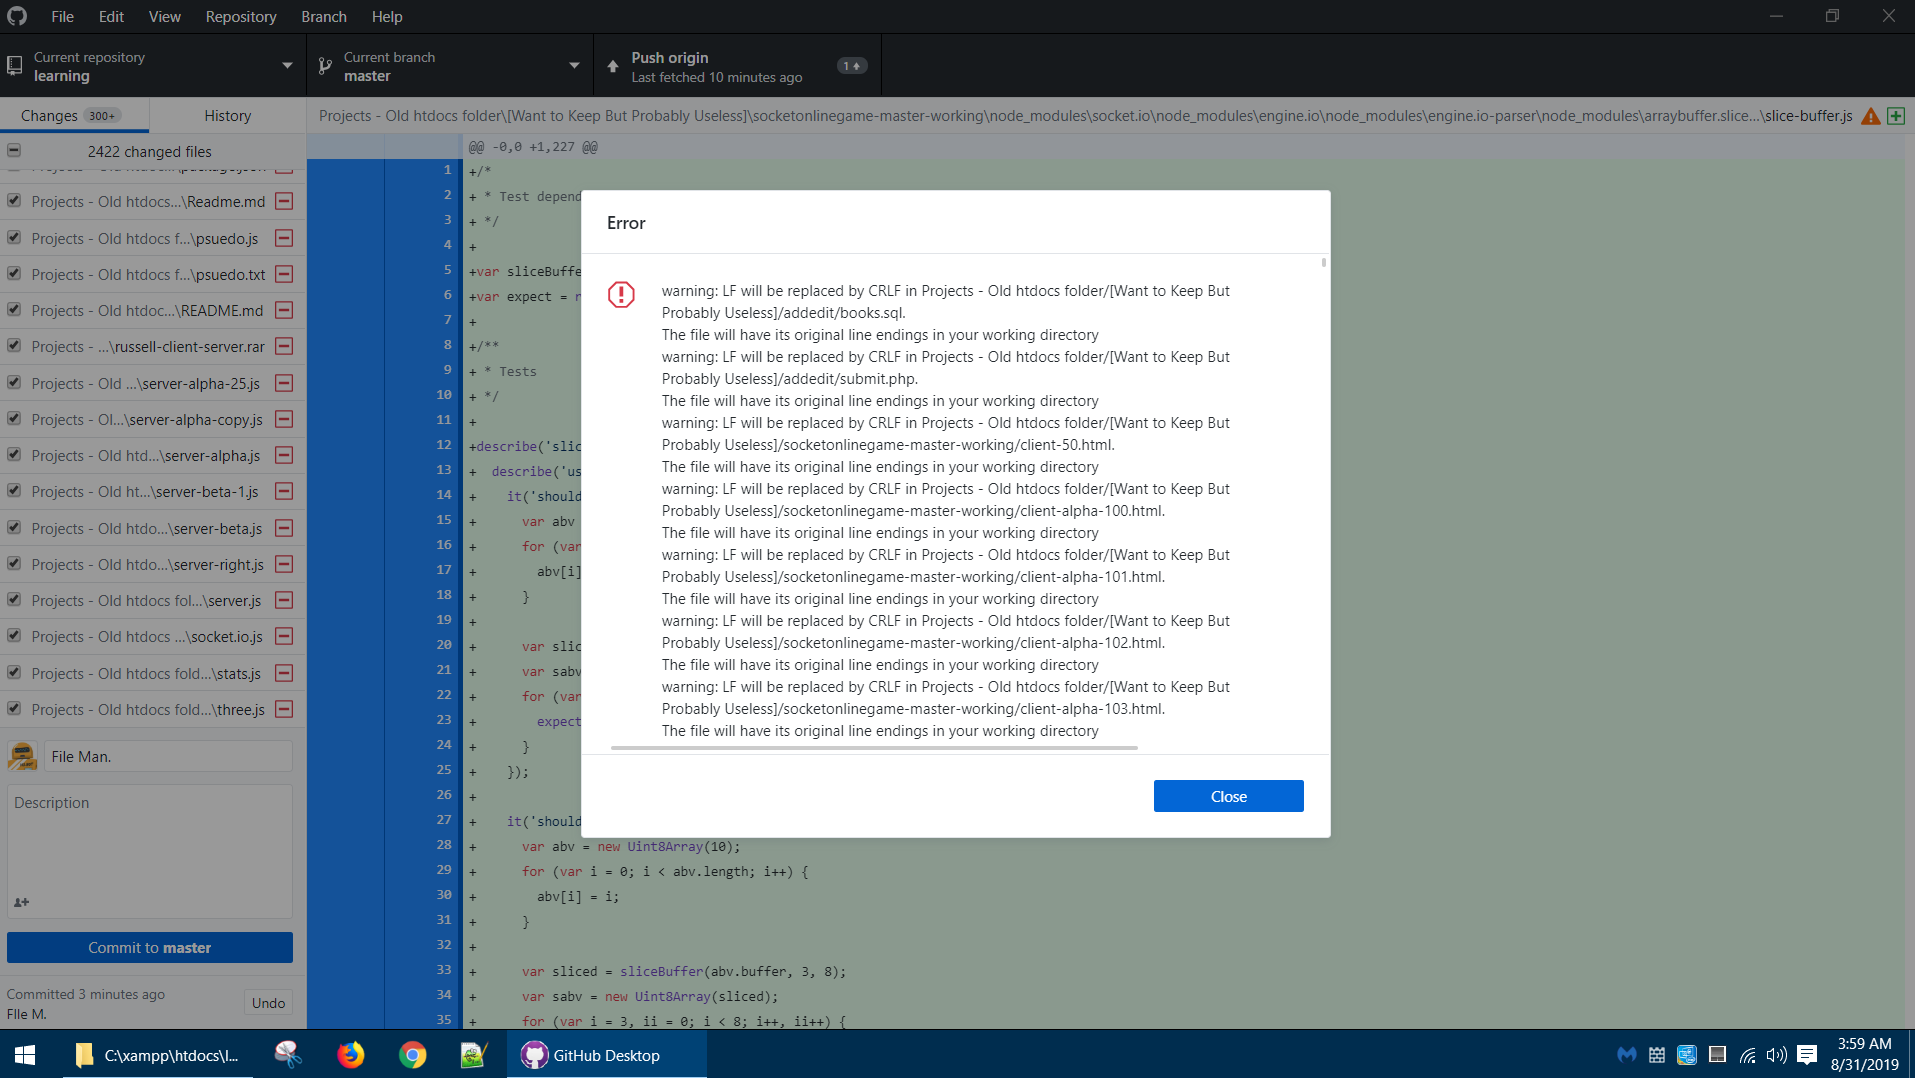 File Edit View Repository Branch Help
Current repository
learning
Current branch
master
Push origin
Last fetched 10 minutes ago
1
Changes 300+
History
Projects - Old htdocs folder\[Want to Keep But Probably Useless]\socketonlinegame-master-working\node_modules\socket.io\node_modules\engine.io\node_modules\engine.io-parser\node_modules\arraybuffer.slice...\slice-buffer.js
2422 changed files
Projects - Old htdocs...\Readme.md
Projects - Old htdocs f...\psuedo.js
Projects - Old htdocs f...\psuedo.txt
Projects - Old htdoc...\README.md
Projects - ...\russell-client-server.rar
Projects - Old ...\server-alpha-25.js
Projects - Ol...\server-alpha-copy.js
Projects - Old htd...\server-alpha.js
Projects - Old ht...\server-beta-1.js
Projects - Old htdo...\server-beta.js
Projects - Old htdo...\server-right.js
Projects - Old htdocs fol...\server.js
Projects - Old htdocs ...\socket.io.js
Projects - Old htdocs fold...\stats.js
Projects - Old htdocs fold...\three.js
File Man.
Description
Commit to master
Committed 3 minutes ago
FIle M.
Undo
@@ -0,0 +1,227 @@
1 +/*
2 + * Test depend
3 + */
4 +
5 +var sliceBuffe
6 +var expect = r
7 +
8 +/**
9 + * Tests
10 + */
11 +
12 +describe('slic
13 + describe('us
14 + it('should
15 + var abv
16 + for (var
17 + abv[i]
18 + }
19 +
20 + var slic
21 + var sabv
22 + for (var
23 + expect
24 + }
25 + });
26 +
27 + it('should
28 + var abv = new Uint8Array(10);
29 + for (var i = 0; i < abv.length; i++) {
30 + abv[i] = i;
31 + }
32 +
33 + var sliced = sliceBuffer(abv.buffer, 3, 8);
34 + var sabv = new Uint8Array(sliced);
35 + for (var i = 3, ii = 0; i < 8; i++, ii++) {
Error
warning: LF will be replaced by CRLF in Projects - Old htdocs folder/[Want to Keep But
Probably Useless]/addedit/books.sql.
The file will have its original line endings in your working directory
warning: LF will be replaced by CRLF in Projects - Old htdocs folder/[Want to Keep But
Probably Useless]/addedit/submit.php.
The file will have its original line endings in your working directory
warning: LF will be replaced by CRLF in Projects - Old htdocs folder/[Want to Keep But
Probably Useless]/socketonlinegame-master-working/client-50.html.
The file will have its original line endings in your working directory
warning: LF will be replaced by CRLF in Projects - Old htdocs folder/[Want to Keep But
Probably Useless]/socketonlinegame-master-working/client-alpha-100.html.
The file will have its original line endings in your working directory
warning: LF will be replaced by CRLF in Projects - Old htdocs folder/[Want to Keep But
Probably Useless]/socketonlinegame-master-working/client-alpha-101.html.
The file will have its original line endings in your working directory
warning: LF will be replaced by CRLF in Projects - Old htdocs folder/[Want to Keep But
Probably Useless]/socketonlinegame-master-working/client-alpha-102.html.
The file will have its original line endings in your working directory
warning: LF will be replaced by CRLF in Projects - Old htdocs folder/[Want to Keep But
Probably Useless]/socketonlinegame-master-working/client-alpha-103.html.
The file will have its original line endings in your working directory
Close
C:\xampp\htdocs\l...
GitHub Desktop
3:59 AM
8/31/2019